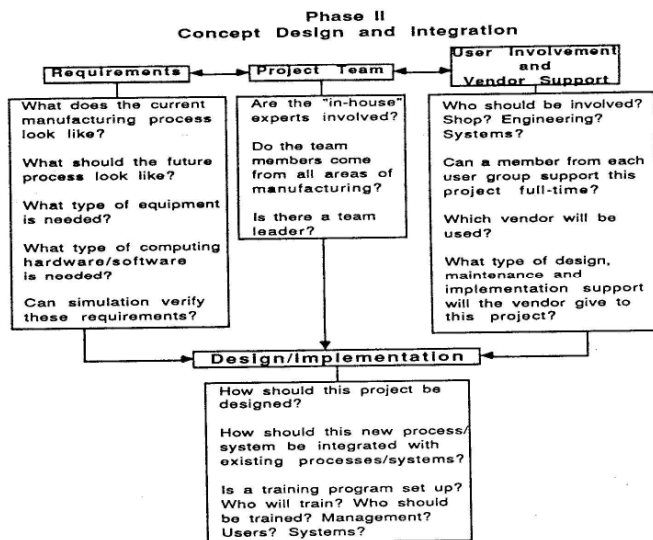 Phase II
Concept Design and Integration
Requirements
Project Team
User Involvement
and
Vendor Support
What does the current
manufacturing process
look like?
What should the future
process look like?
What type of equipment
is needed?
What type of computing
hardware/software
is needed?
Can simulation verify
these requirements?
Are the "in-house"
experts involved?
Do the team
members come
from all areas of
manufacturing?
Is there a team
leader?
Who should be involved?
Shop? Engineering?
Systems?
Can a member from each
user group support this
project full-time?
Which vendor will be
used?
What type of design,
maintenance and
implementation support
will the vendor give to
this project?
Design/Implementation
How should this project be
designed?
How should this new process/
system be integrated with
existing processes/systems?
Is a training program set up?
Who will train? Who should
be trained? Management?
Users? Systems?